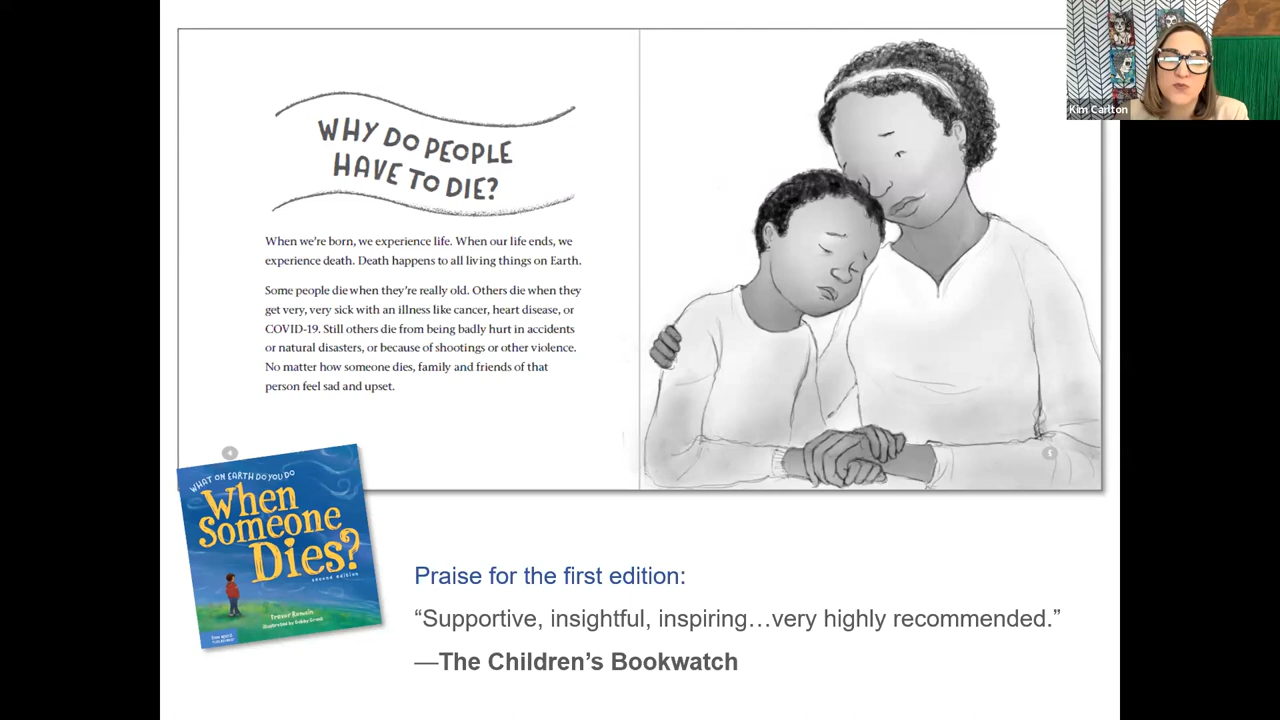 Kim Carlton
WHY DO PEOPLE
HAVE TO DIE?
When we're born, we experience life. When our life ends, we
experience death. Death happens to all living things on Earth.
Some people die when they're really old. Others die when they
get very, very sick with an illness like cancer, heart disease, or
COVID-19. Still others die from being badly hurt in accidents
or natural disasters, or because of shootings or other violence.
No matter how someone dies, family and friends of that
person feel sad and upset.
WHAT ON EARTH DO YOU DO
When
Someone
Dies?
second edition
Trevor Romain
illustrated by Gabby Grant
Praise for the first edition:
“Supportive, insightful, inspiring…very highly recommended.”
—The Children’s Bookwatch